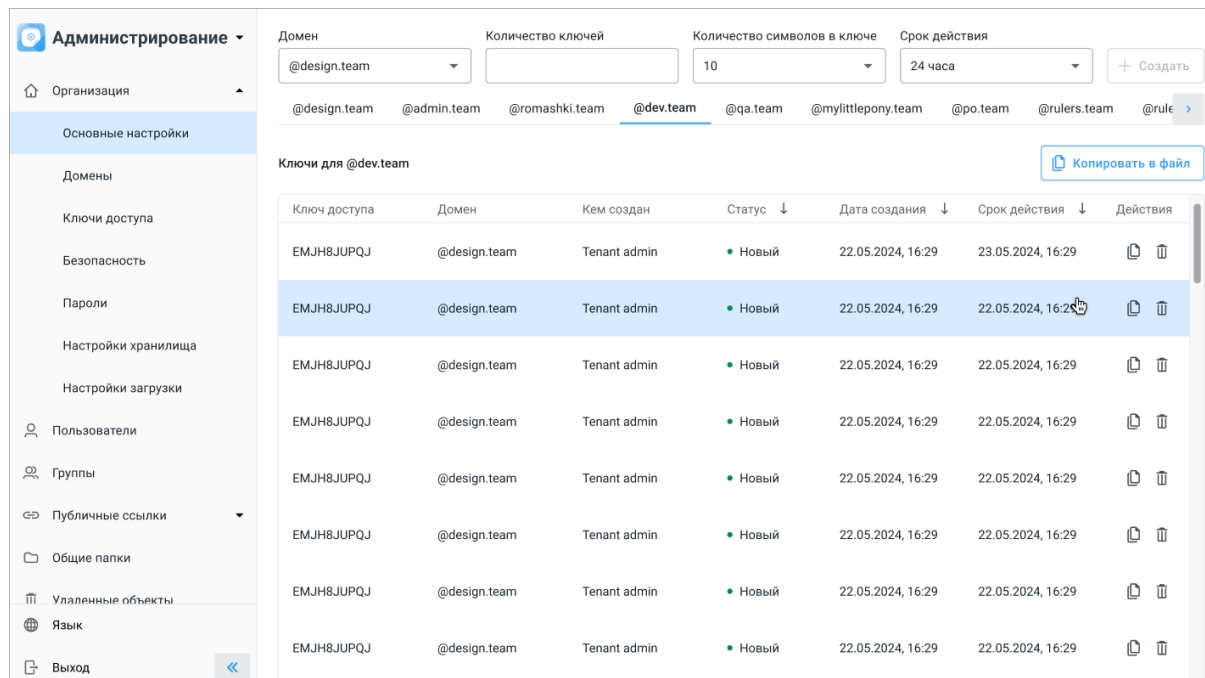 Администрирование
Организация
Основные настройки
Домены
Ключи доступа
Безопасность
Пароли
Настройки хранилища
Настройки загрузки
Пользователи
Группы
Публичные ссылки
Общие папки
Удаленные объекты
Язык
Выход
Домен Количество ключей Количество символов в ключе Срок действия
@design.team 10 24 часа + Создать
@design.team @admin.team @romashki.team @dev.team @qa.team @mylittlepony.team @po.team @rulers.team @rule
Ключи для @dev.team Копировать в файл
Ключ доступа Домен Кем создан Статус ↓ Дата создания ↓ Срок действия ↓ Действия
EMJH8JUPQJ @design.team Tenant admin • Новый 22.05.2024, 16:29 23.05.2024, 16:29
EMJH8JUPQJ @design.team Tenant admin • Новый 22.05.2024, 16:29 22.05.2024, 16:29
EMJH8JUPQJ @design.team Tenant admin • Новый 22.05.2024, 16:29 22.05.2024, 16:29
EMJH8JUPQJ @design.team Tenant admin • Новый 22.05.2024, 16:29 22.05.2024, 16:29
EMJH8JUPQJ @design.team Tenant admin • Новый 22.05.2024, 16:29 22.05.2024, 16:29
EMJH8JUPQJ @design.team Tenant admin • Новый 22.05.2024, 16:29 22.05.2024, 16:29
EMJH8JUPQJ @design.team Tenant admin • Новый 22.05.2024, 16:29 22.05.2024, 16:29
EMJH8JUPQJ @design.team Tenant admin • Новый 22.05.2024, 16:29 22.05.2024, 16:29